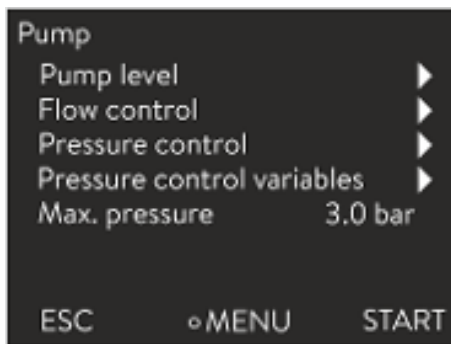 Pump
Pump level
Flow control
Pressure control
Pressure control variables
Max. pressure 3.0 bar
ESC MENU START